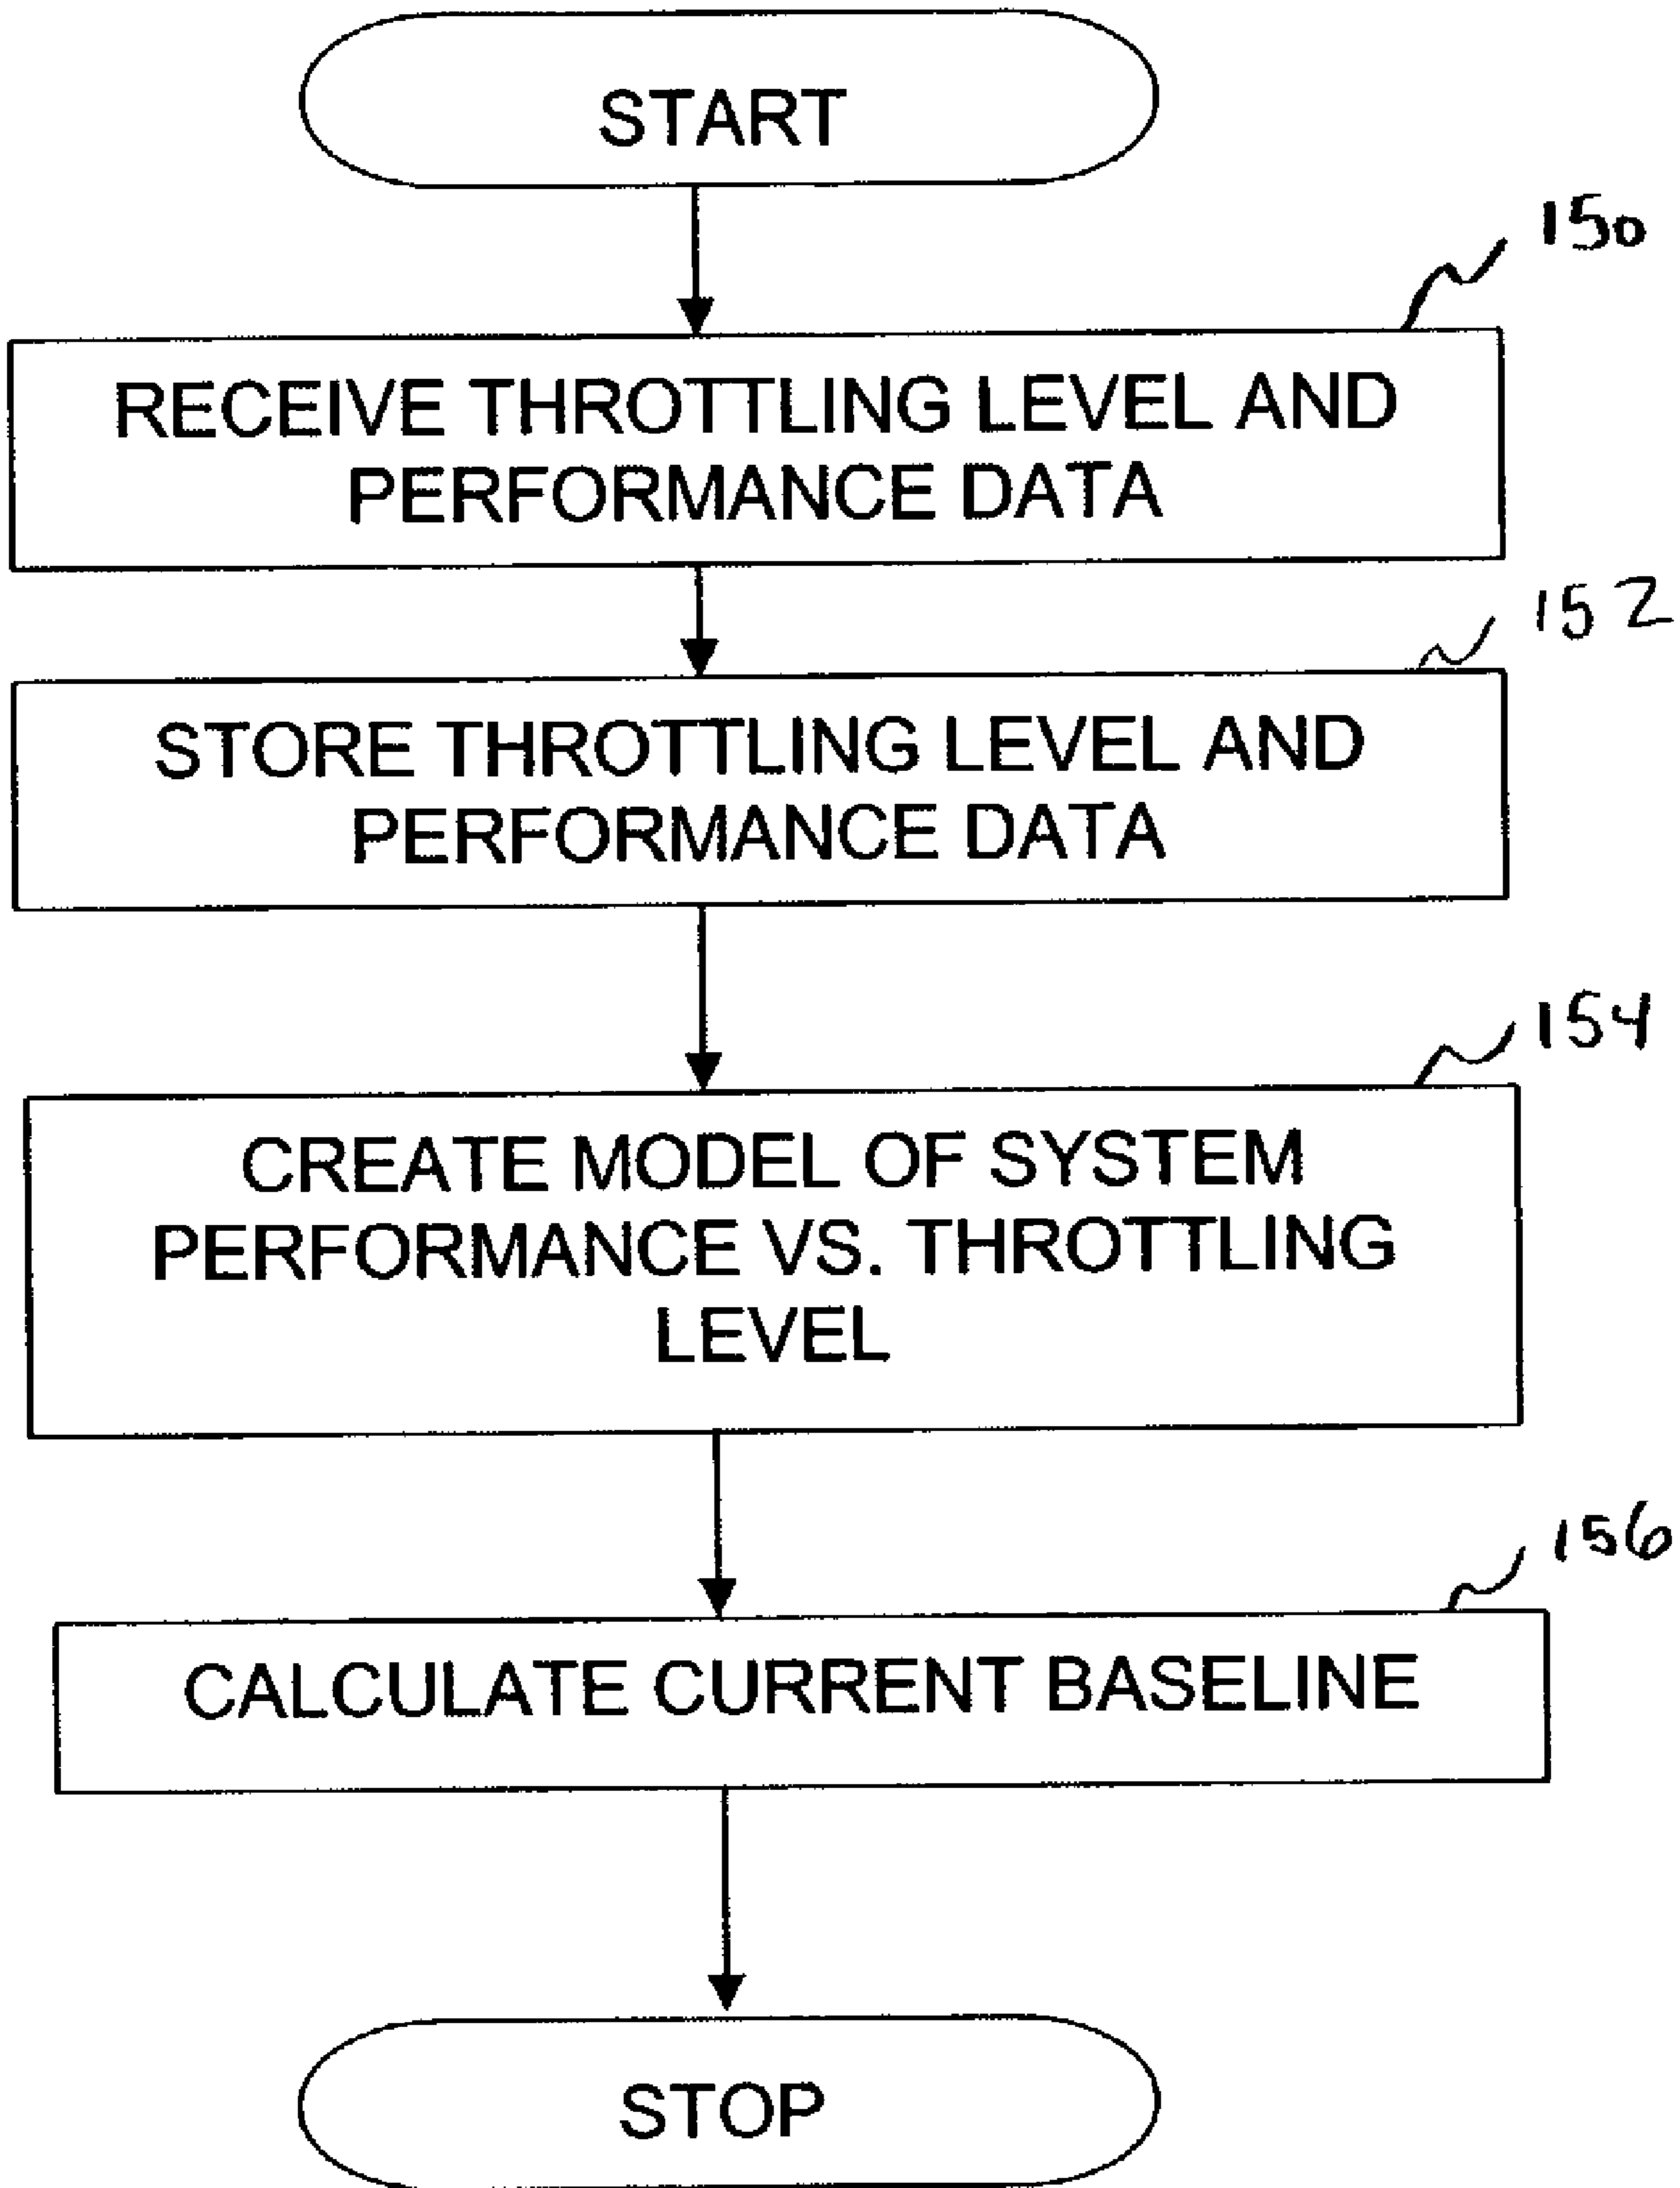 START
150
RECEIVE THROTTLING LEVEL AND
PERFORMANCE DATA
152
STORE THROTTLING LEVEL AND
PERFORMANCE DATA
154
CREATE MODEL OF SYSTEM
PERFORMANCE VS. THROTTLING
LEVEL
156
CALCULATE CURRENT BASELINE
STOP